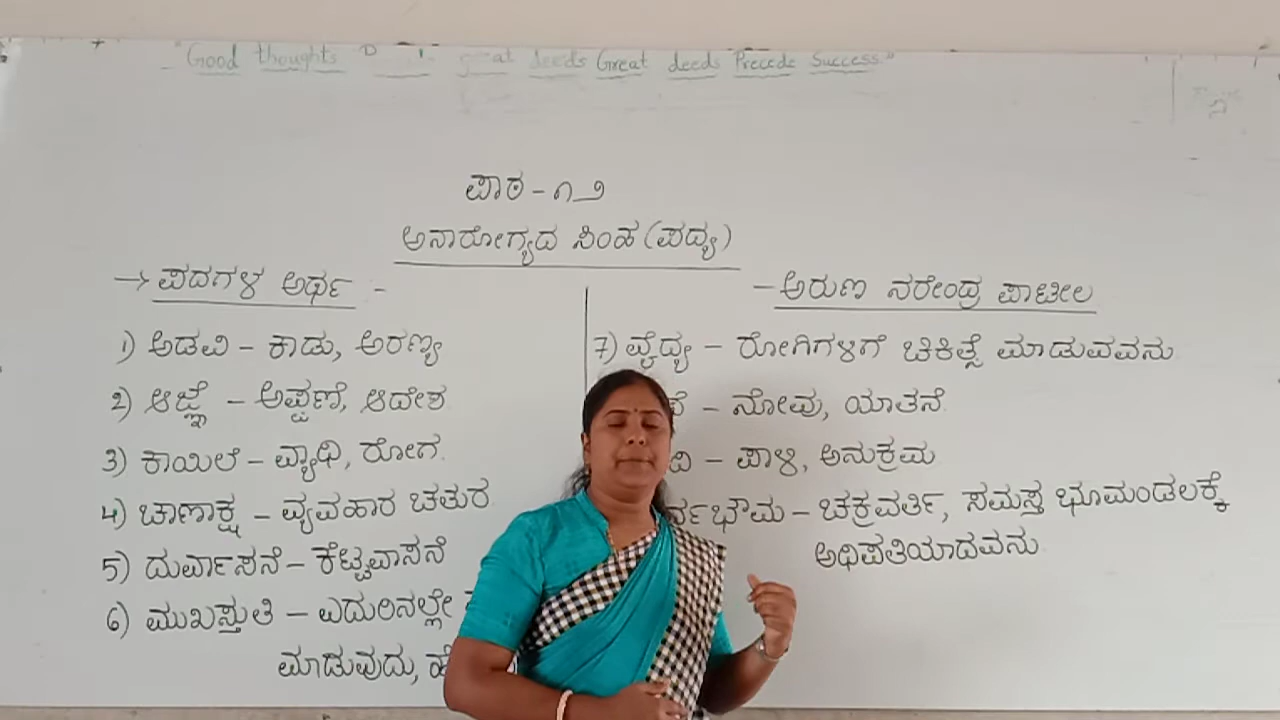 "Good thoughts great deeds Great deeds Precede Success"
ಪಾಠ - ೧೨
ಅನಾರೋಗ್ಯದ ಸಿಂಹ (ಪದ್ಯ)
→ ಪದಗಳ ಅರ್ಥ :-
- ಅರುಣ ನರೇಂದ್ರ ಪಾಟೀಲ
1) ಅಡವಿ - ಕಾಡು, ಅರಣ್ಯ
2) ಆಜ್ಞೆ - ಅಪ್ಪಣೆ, ಆದೇಶ.
3) ಕಾಯಿಲೆ - ವ್ಯಾಧಿ, ರೋಗ.
4) ಚಾಣಾಕ್ಷ - ವ್ಯವಹಾರ ಚತುರ.
5) ದುರ್ವಾಸನೆ - ಕೆಟ್ಟವಾಸನೆ
6) ಮುಖಸ್ತುತಿ - ಎದುರಿನಲ್ಲೇ
ಮಾಡುವುದು,
7) ವೈದ್ಯ - ರೋಗಿಗಳಿಗೆ ಚಿಕಿತ್ಸೆ ಮಾಡುವವನು.
- ನೋವು, ಯಾತನೆ.
- ಪಾಳಿ, ಅನುಕ್ರಮ
ರ್ವಭೌಮ - ಚಕ್ರವರ್ತಿ, ಸಮಸ್ತ ಭೂಮಂಡಲಕ್ಕೆ
ಅಧಿಪತಿಯಾದವನು.